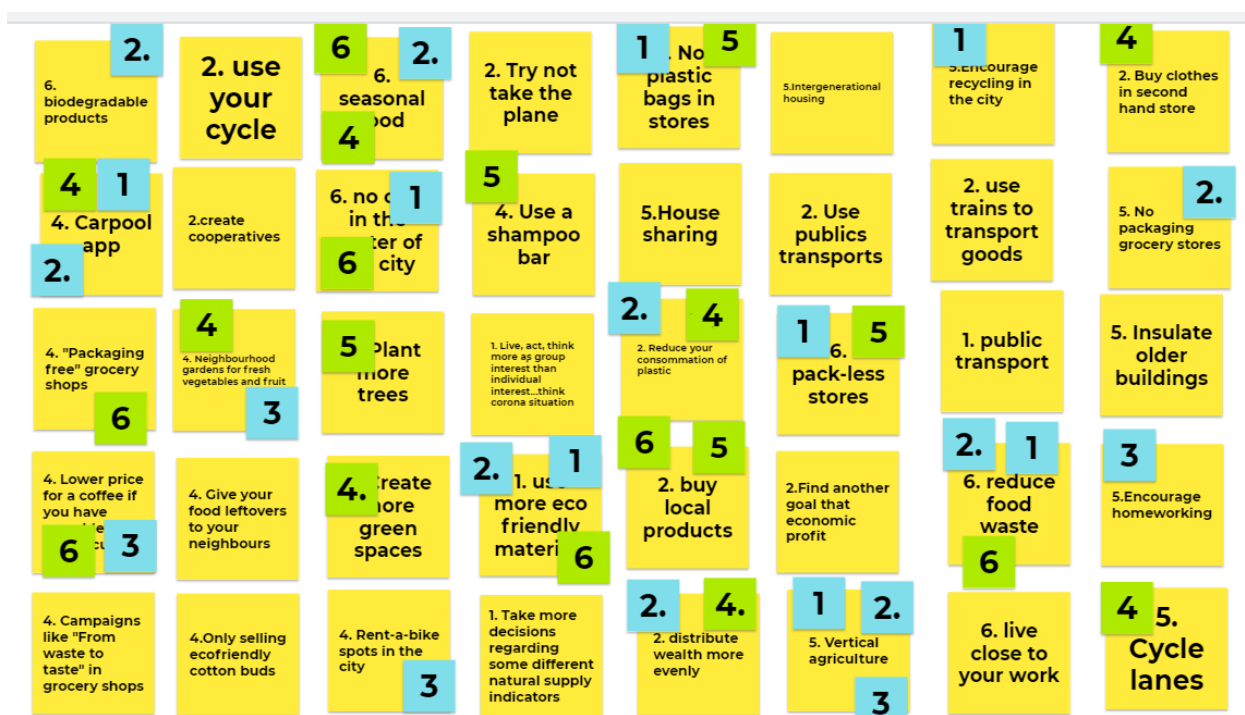 2.
6.
biodegradable
products
2. use
your
cycle
6
2.
6.
seasonal
4
2. Try not
take the
plane
1
5
No
plastic
bags in
stores
5.Intergenerational
housing
1
5.Encourage
recycling in
the city
4
2. Buy clothes
in second
hand store
4
1
4. Carpool
app
2.
2.create
cooperatives
1
6. no
in the
of
city
6
5
4. Use a
shampoo
bar
5.House
sharing
2. Use
publics
transports
2. use
trains to
transport
goods
2.
5. No
packaging
grocery stores
4. "Packaging
free" grocery
shops
6
4
4. Neighbourhood
gardens for fresh
vegetables and fruit
3
5
Plant
more
trees
1. Live, act, think
more as group
interest than
individual
interest...think
corona situation
2.
4
2. Reduce your
consommation of
plastic
1
5
6.
pack-less
stores
1. public
transport
5. Insulate
older
buildings
4. Lower price
for a coffee if
you have
6
3
4. Give your
food leftovers
to your
neighbours
4.
Create
more
green
spaces
2.
1
1. use
more eco
friendly
6
6
5
2. buy
local
products
2.Find another
goal that
economic
profit
2.
1
6. reduce
food
waste
6
3
5.Encourage
homeworking
4. Campaigns
like "From
waste to
taste" in
grocery shops
4.Only selling
ecofriendly
cotton buds
4. Rent-a-bike
spots in the
city
3
1. Take more
decisions
regarding
some different
natural supply
indicators
2.
4.
2. distribute
wealth more
evenly
1
2.
5. Vertical
agriculture
3
6. live
close to
your work
4
5.
Cycle
lanes